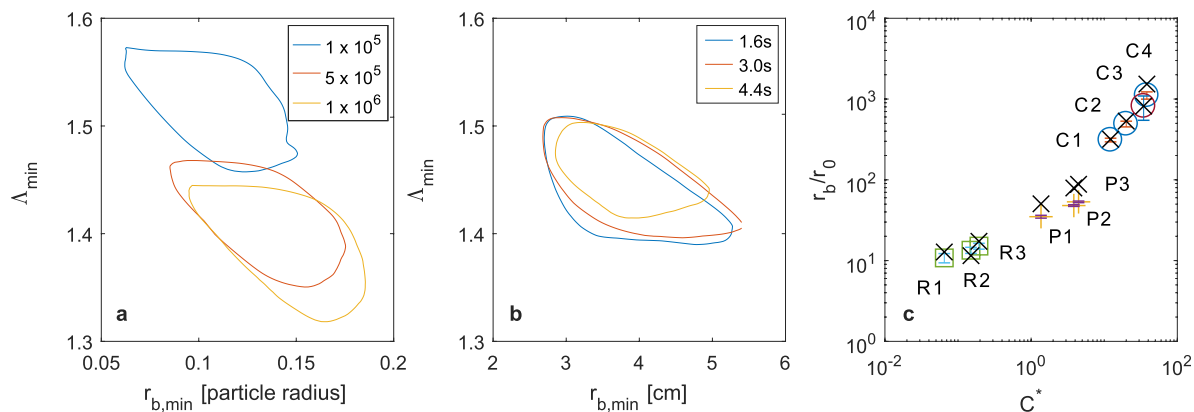 1.6
1.5
1.4
1.3
0.05
0.1
0.15
0.2
Λmin
rb,min [particle radius]
1 x 10^5
5 x 10^5
1 x 10^6
a
1.6
1.5
1.4
1.3
2
3
4
5
6
Λmin
rb,min [cm]
1.6s
3.0s
4.4s
b
10^4
10^3
10^2
10^1
10^0
10^-2
10^0
10^2
rb/r0
C*
C4
C3
C2
C1
P3
P2
P1
R3
R2
R1
c